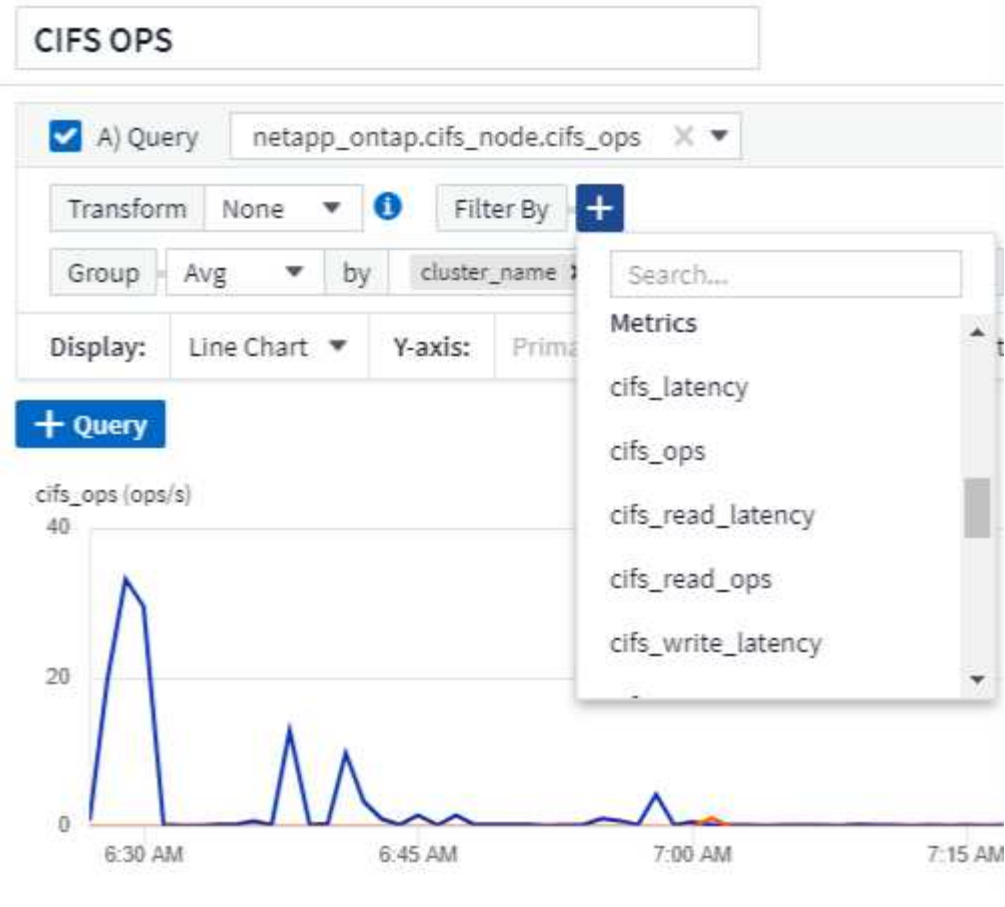 CIFS OPS
A) Query netapp_ontap.cifs_node.cifs_ops
Transform None Filter By
Group Avg by cluster_name
Search...
Metrics
Display: Line Chart Y-axis:
cifs_latency
cifs_ops
cifs_read_latency
cifs_read_ops
cifs_write_latency
+ Query
cifs_ops (ops/s)
40
20
0
6:30 AM 6:45 AM 7:00 AM 7:15 AM